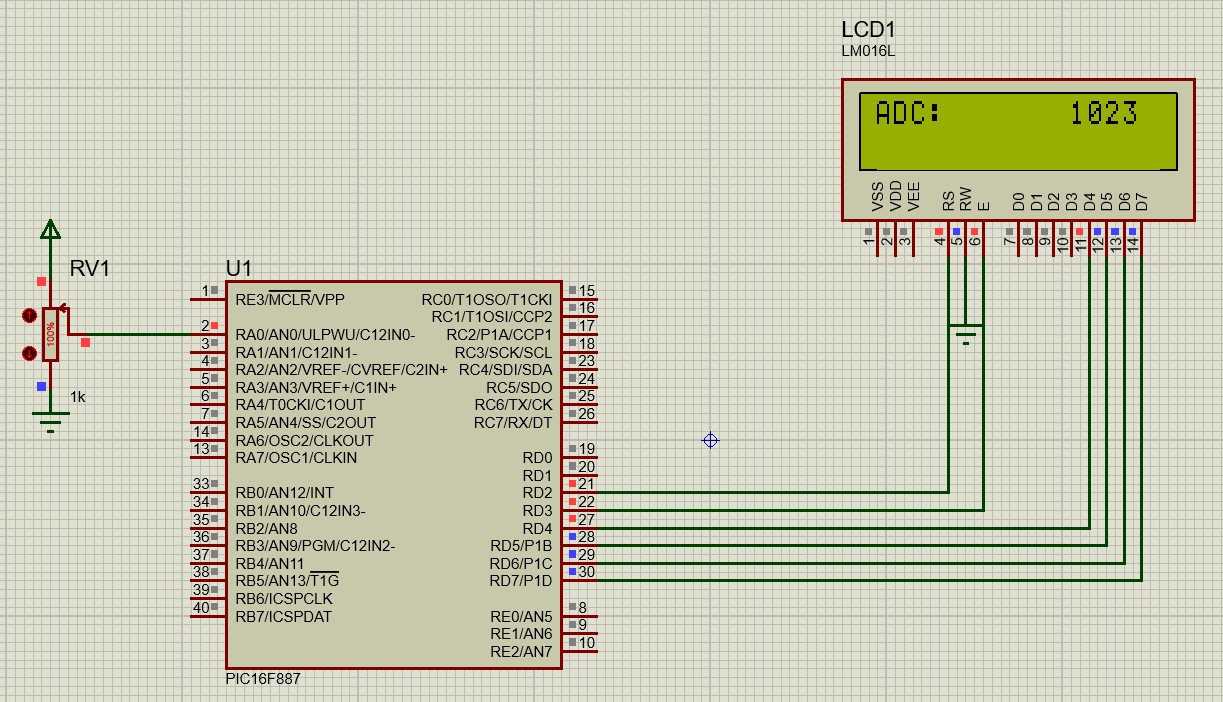 LCD1
LM016L
ADC: 1023
VSS
VDD
VEE
RS
RW
E
D0
D1
D2
D3
D4
D5
D6
D7
1
2
3
4
5
6
7
8
9
10
11
12
13
14
RV1
100%
1k
U1
1 RE3/MCLR/VPP RC0/T1OSO/T1CKI 15
RC1/T1OSI/CCP2 16
2 RA0/AN0/ULPWU/C12IN0- RC2/P1A/CCP1 17
3 RA1/AN1/C12IN1- RC3/SCK/SCL 18
4 RA2/AN2/VREF-/CVREF/C2IN+ RC4/SDI/SDA 23
5 RA3/AN3/VREF+/C1IN+ RC5/SDO 24
6 RA4/T0CKI/C1OUT RC6/TX/CK 25
7 RA5/AN4/SS/C2OUT RC7/RX/DT 26
14 RA6/OSC2/CLKOUT
13 RA7/OSC1/CLKIN RD0 19
RD1 20
33 RB0/AN12/INT RD2 21
34 RB1/AN10/C12IN3- RD3 22
35 RB2/AN8 RD4 27
36 RB3/AN9/PGM/C12IN2- RD5/P1B 28
37 RB4/AN11 RD6/P1C 29
38 RB5/AN13/T1G RD7/P1D 30
39 RB6/ICSPCLK
40 RB7/ICSPDAT RE0/AN5 8
RE1/AN6 9
RE2/AN7 10
PIC16F887